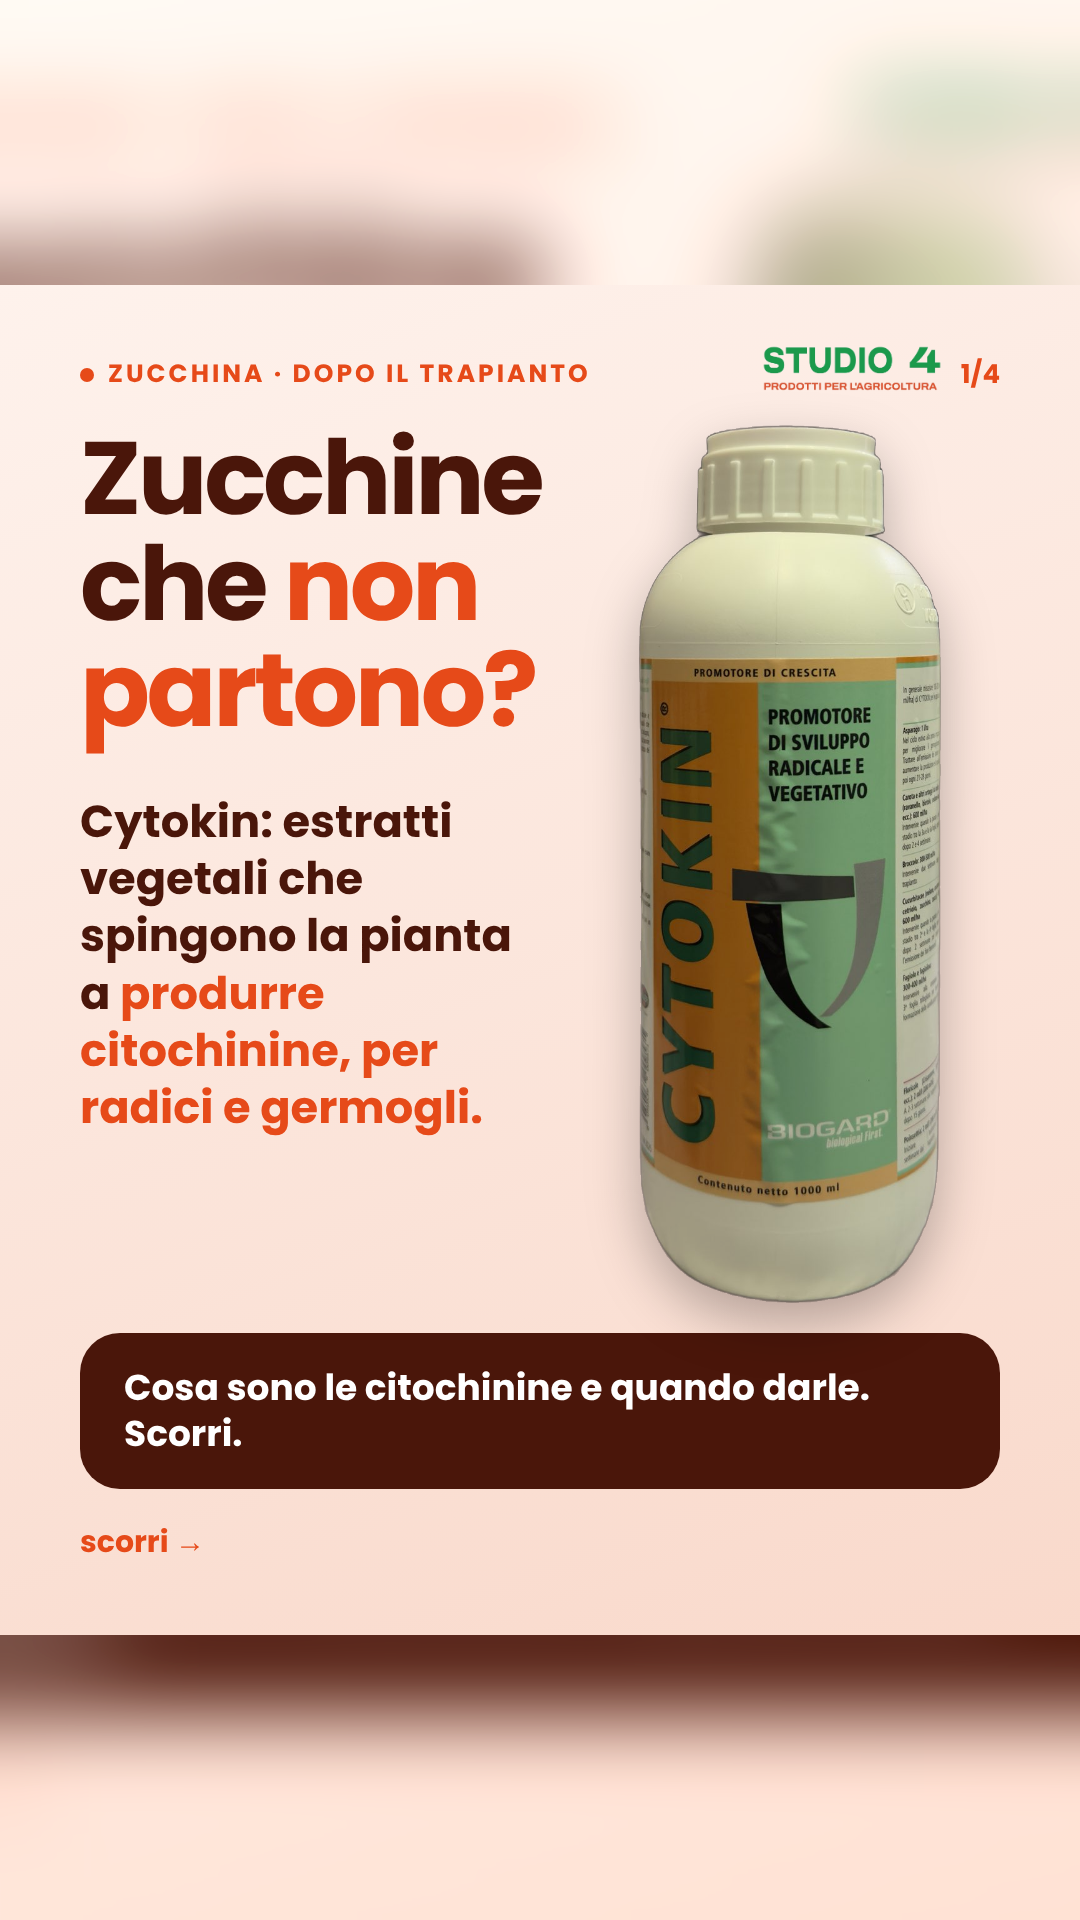 ZUCCHINA · DOPO IL TRAPIANTO
STUDIO 4
PRODOTTI PER L'AGRICOLTURA
1/4
Zucchine
che non
partono?
Cytokin: estratti
vegetali che
spingono la pianta
a produrre
citochinine, per
radici e germogli.
PROMOTORE DI CRESCITA
CYTOKIN®
PROMOTORE
DI SVILUPPO
RADICALE E
VEGETATIVO
BIOGARD
biological First
Contenuto netto 1000 ml
Cosa sono le citochinine e quando darle.
Scorri.
scorri →